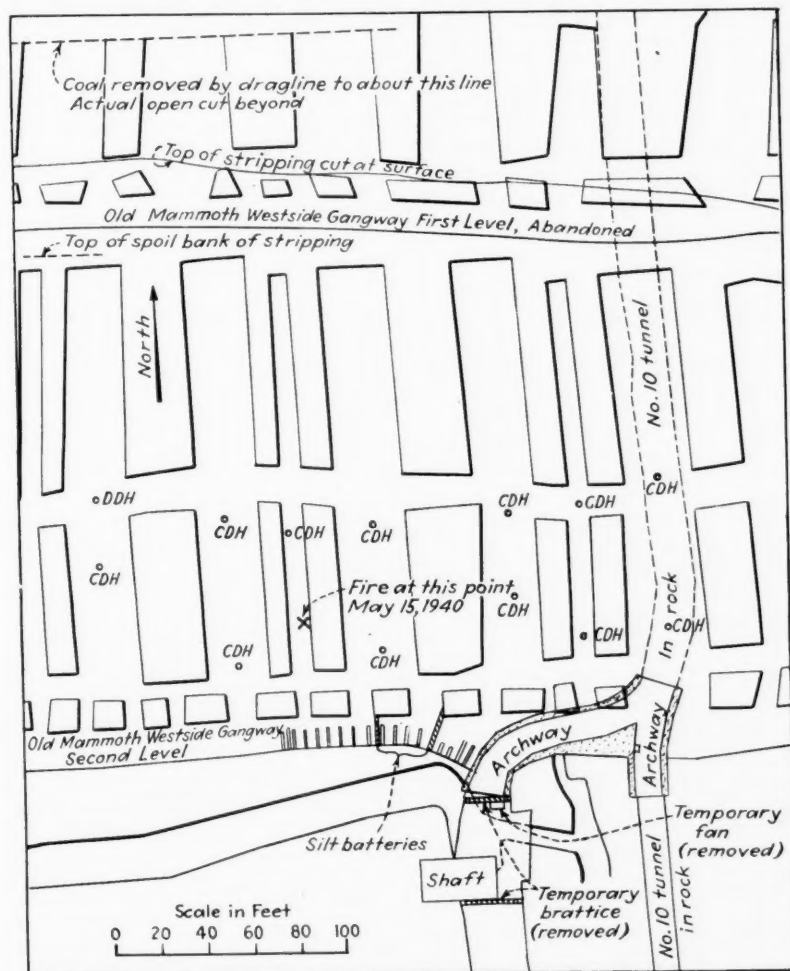 Coal removed by dragline to about this line
Actual open cut beyond
Top of stripping cut at surface
Old Mammoth Westside Gangway First Level, Abandoned
Top of spoil bank of stripping
North
No. 10 tunnel
DDH
CDH
CDH
CDH
CDH
CDH
CDH
CDH
Fire at this point
May 15, 1940
CDH
In rock
CDH
CDH
CDH
CDH
Old Mammoth Westside Gangway
Second Level
Archway
Archway
Silt batteries
Temporary
fan
(removed)
Shaft
Temporary
brattice
(removed)
No. 10 tunnel
in rock
Scale in Feet
0 20 40 60 80 100